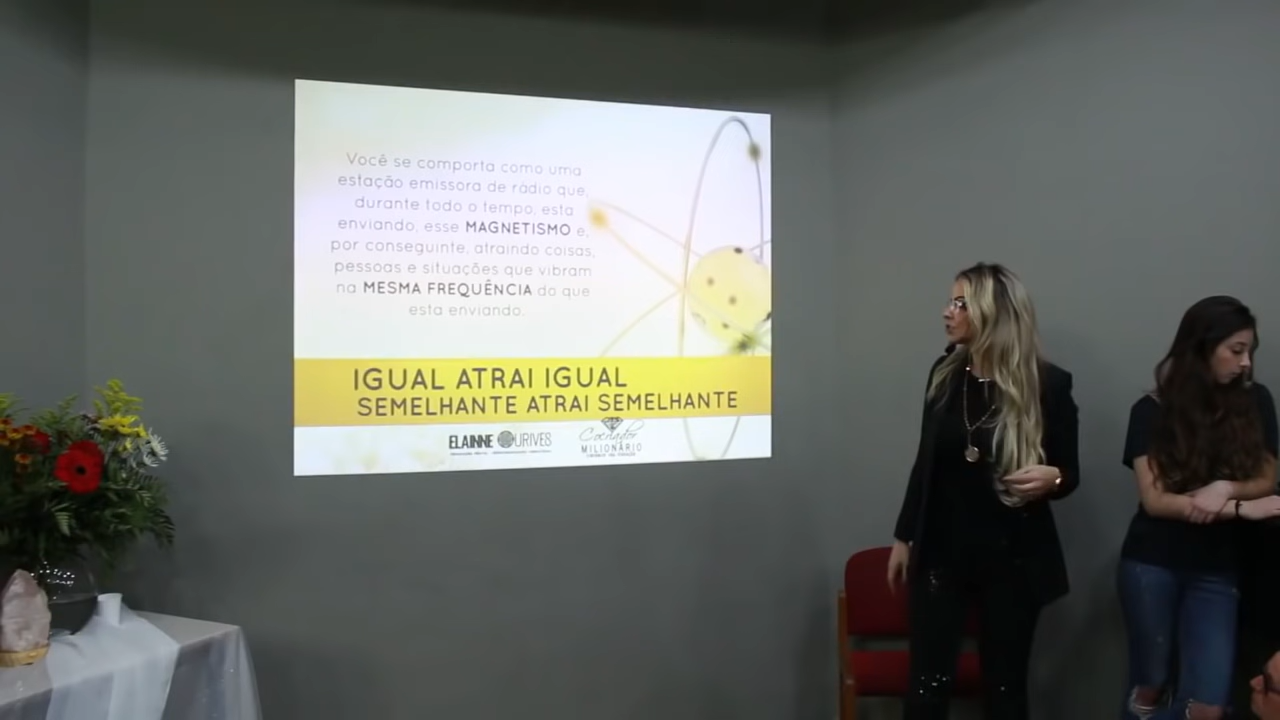 Você se comporta como uma
estação emissora de rádio que,
durante todo o tempo, esta
enviando, esse MAGNETISMO e,
por conseguinte, atraindo coisas,
pessoas e situações que vibram
na MESMA FREQUÊNCIA do que
esta enviando.
IGUAL ATRAI IGUAL
SEMELHANTE ATRAI SEMELHANTE
ELAINNE OURIVES
Cocriador
MILIONÁRIO